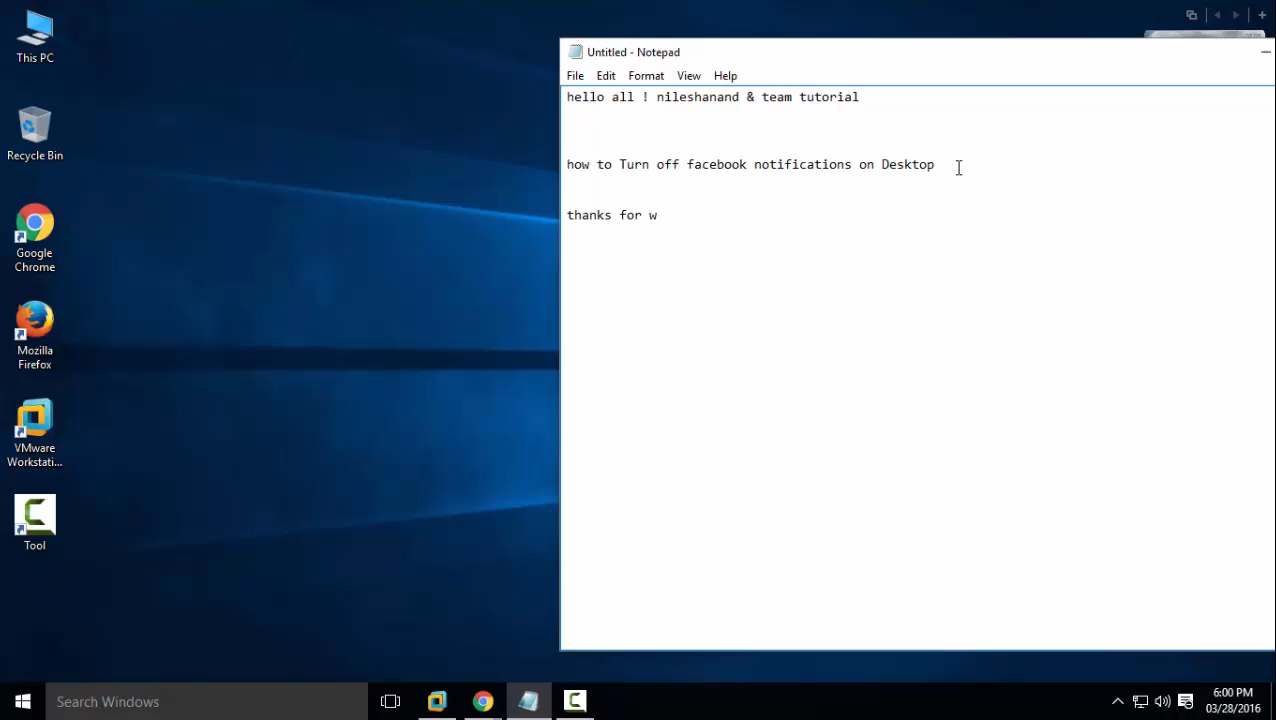 This PC
Recycle Bin
Google
Chrome
Mozilla
Firefox
VMware
Workstati...
Tool
Untitled - Notepad
File Edit Format View Help
hello all ! nileshanand & team tutorial
how to Turn off facebook notifications on Desktop
thanks for w
Search Windows
6:00 PM
03/28/2016